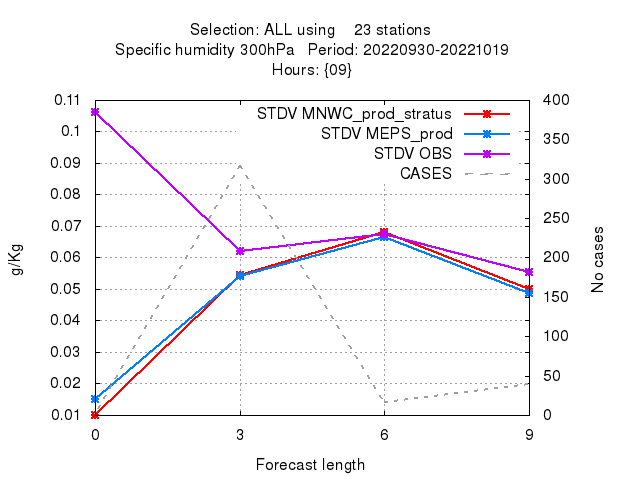 Selection: ALL using    23 stations
Specific humidity 300hPa   Period: 20220930-20221019
Hours: {09}
STDV MNWC_prod_stratus
STDV MEPS_prod
STDV OBS
CASES
0.11
0.1
0.09
0.08
0.07
0.06
0.05
0.04
0.03
0.02
0.01
g/Kg
400
350
300
250
200
150
100
50
0
No cases
0 3 6 9
Forecast length